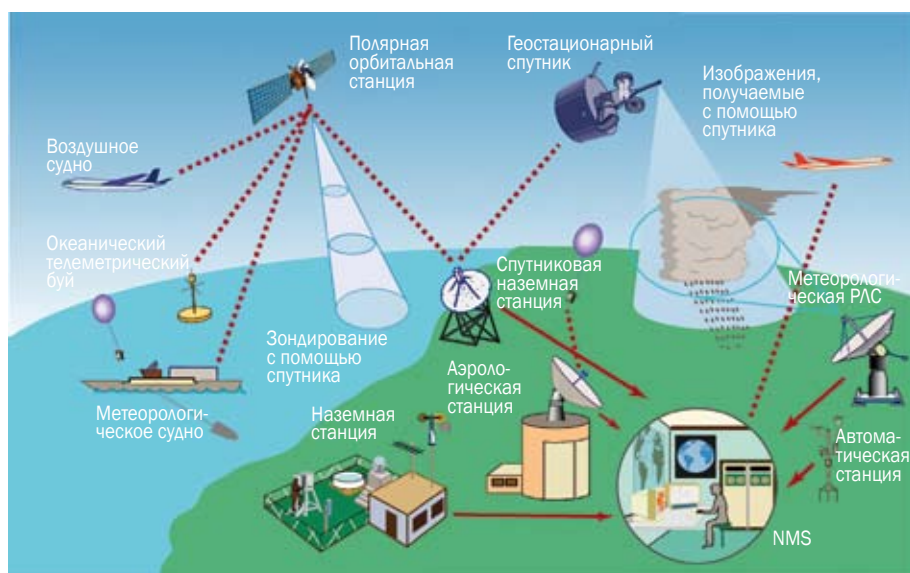 Полярная
орбитальная
станция
Геостационарный
спутник
Изображения,
получаемые
с помощью
спутника
Воздушное
судно
Океанический
телеметрический
буй
Спутниковая
наземная
станция
Метеорологи-
ческая РЛС
Зондирование
с помощью
спутника
Аэроло-
гическая
станция
Метеорологи-
ческое судно
Наземная
станция
Автома-
тическая
станция
NMS